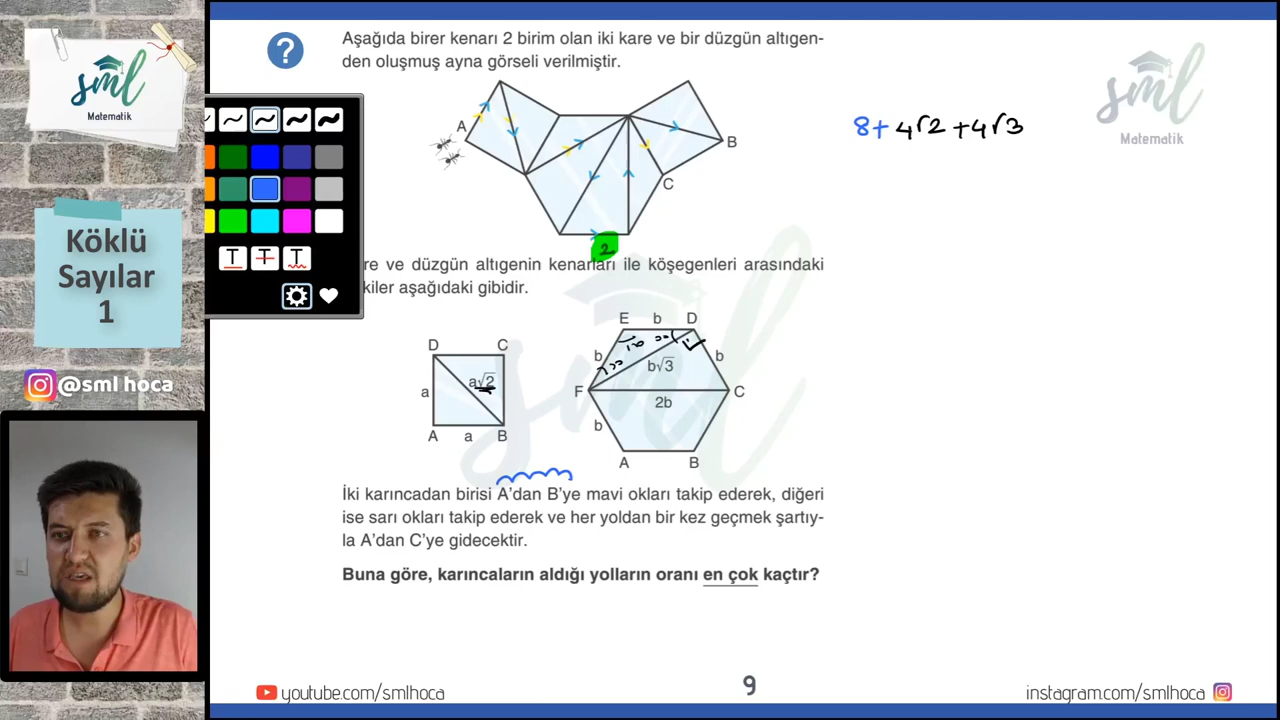 sml
Matematik
Köklü
Sayılar
1
@sml hoca
?
Aşağıda birer kenarı 2 birim olan iki kare ve bir düzgün altıgen-
den oluşmuş ayna görseli verilmiştir.
A
B
C
2
8+ 4√2 +4√3
sml
Matematik
T T T
re ve düzgün altıgenin kenarları ile köşegenleri arasındaki
kiler aşağıdaki gibidir.
D C
a a√2
A a B
E b D
b b√3 b
F 2b C
b
A B
İki karıncadan birisi A'dan B'ye mavi okları takip ederek, diğeri
ise sarı okları takip ederek ve her yoldan bir kez geçmek şartıy-
la A'dan C'ye gidecektir.
Buna göre, karıncaların aldığı yolların oranı en çok kaçtır?
youtube.com/smlhoca
9
instagram.com/smlhoca